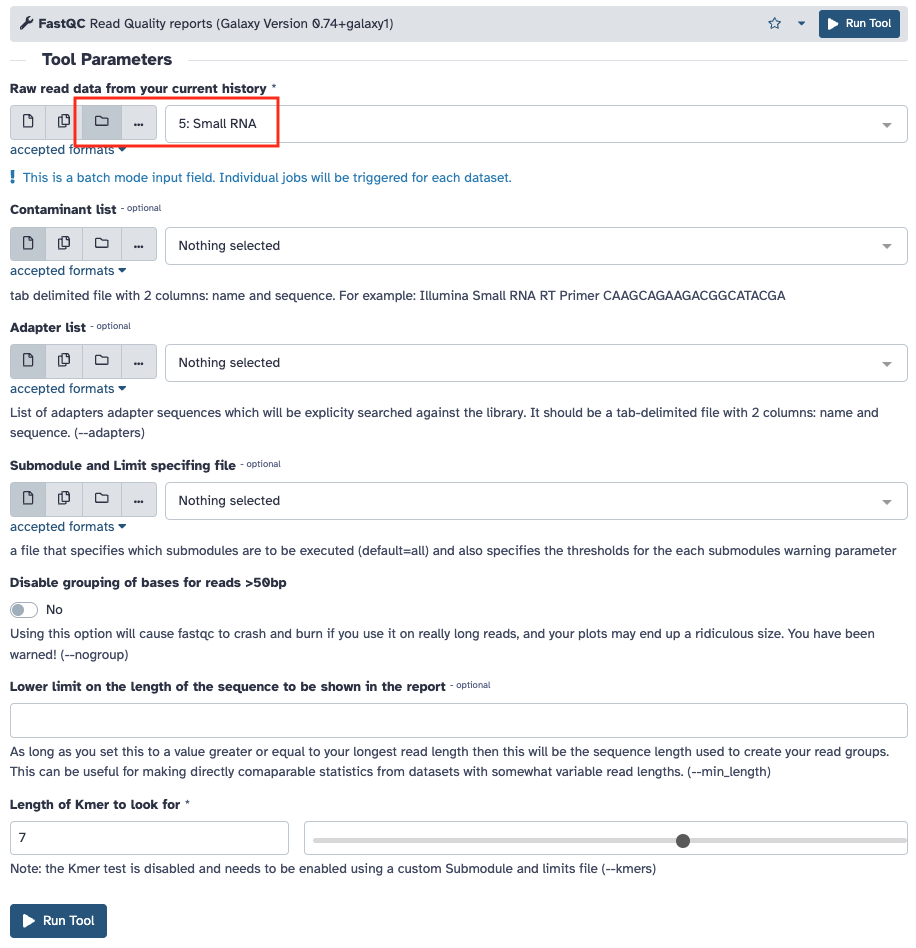 FastQC Read Quality reports (Galaxy Version 0.74+galaxy1)
Run Tool
Tool Parameters
Raw read data from your current history *
5: Small RNA
accepted formats
This is a batch mode input field. Individual jobs will be triggered for each dataset.
Contaminant list - optional
Nothing selected
accepted formats
tab delimited file with 2 columns: name and sequence. For example: Illumina Small RNA RT Primer CAAGCAGAAGACGGCATACGA
Adapter list - optional
Nothing selected
accepted formats
List of adapters adapter sequences which will be explicity searched against the library. It should be a tab-delimited file with 2 columns: name and
sequence. (--adapters)
Submodule and Limit specifing file - optional
Nothing selected
accepted formats
a file that specifies which submodules are to be executed (default=all) and also specifies the thresholds for the each submodules warning parameter
Disable grouping of bases for reads >50bp
No
Using this option will cause fastqc to crash and burn if you use it on really long reads, and your plots may end up a ridiculous size. You have been
warned! (--nogroup)
Lower limit on the length of the sequence to be shown in the report - optional
As long as you set this to a value greater or equal to your longest read length then this will be the sequence length used to create your read groups.
This can be useful for making directly comaparable statistics from datasets with somewhat variable read lengths. (--min_length)
Length of Kmer to look for *
7
Note: the Kmer test is disabled and needs to be enabled using a custom Submodule and limits file (--kmers)
Run Tool